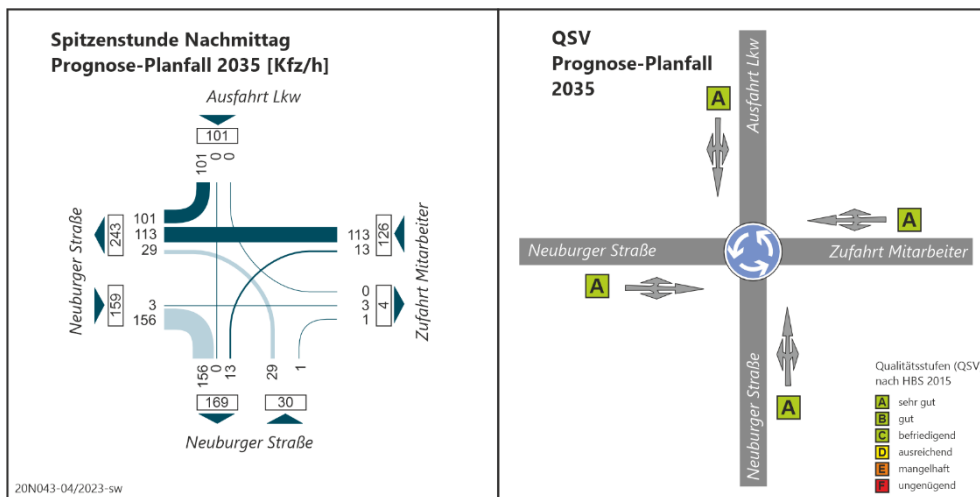 Spitzenstunde Nachmittag
Prognose-Planfall 2035 [Kfz/h]
Ausfahrt Lkw
101
101
0
0
Neuburger Straße
243
101
113
29
113
13
126
Zufahrt Mitarbeiter
159
3
156
0
3
1
4
156
0
13
29
1
169
30
Neuburger Straße
20N043-04/2023-sw
QSV
Prognose-Planfall
2035
Ausfahrt Lkw
A
A
Neuburger Straße
Zufahrt Mitarbeiter
A
Neuburger Straße
A
Qualitätsstufen (QSV
nach HBS 2015
A sehr gut
B gut
C befriedigend
D ausreichend
E mangelhaft
F ungenügend